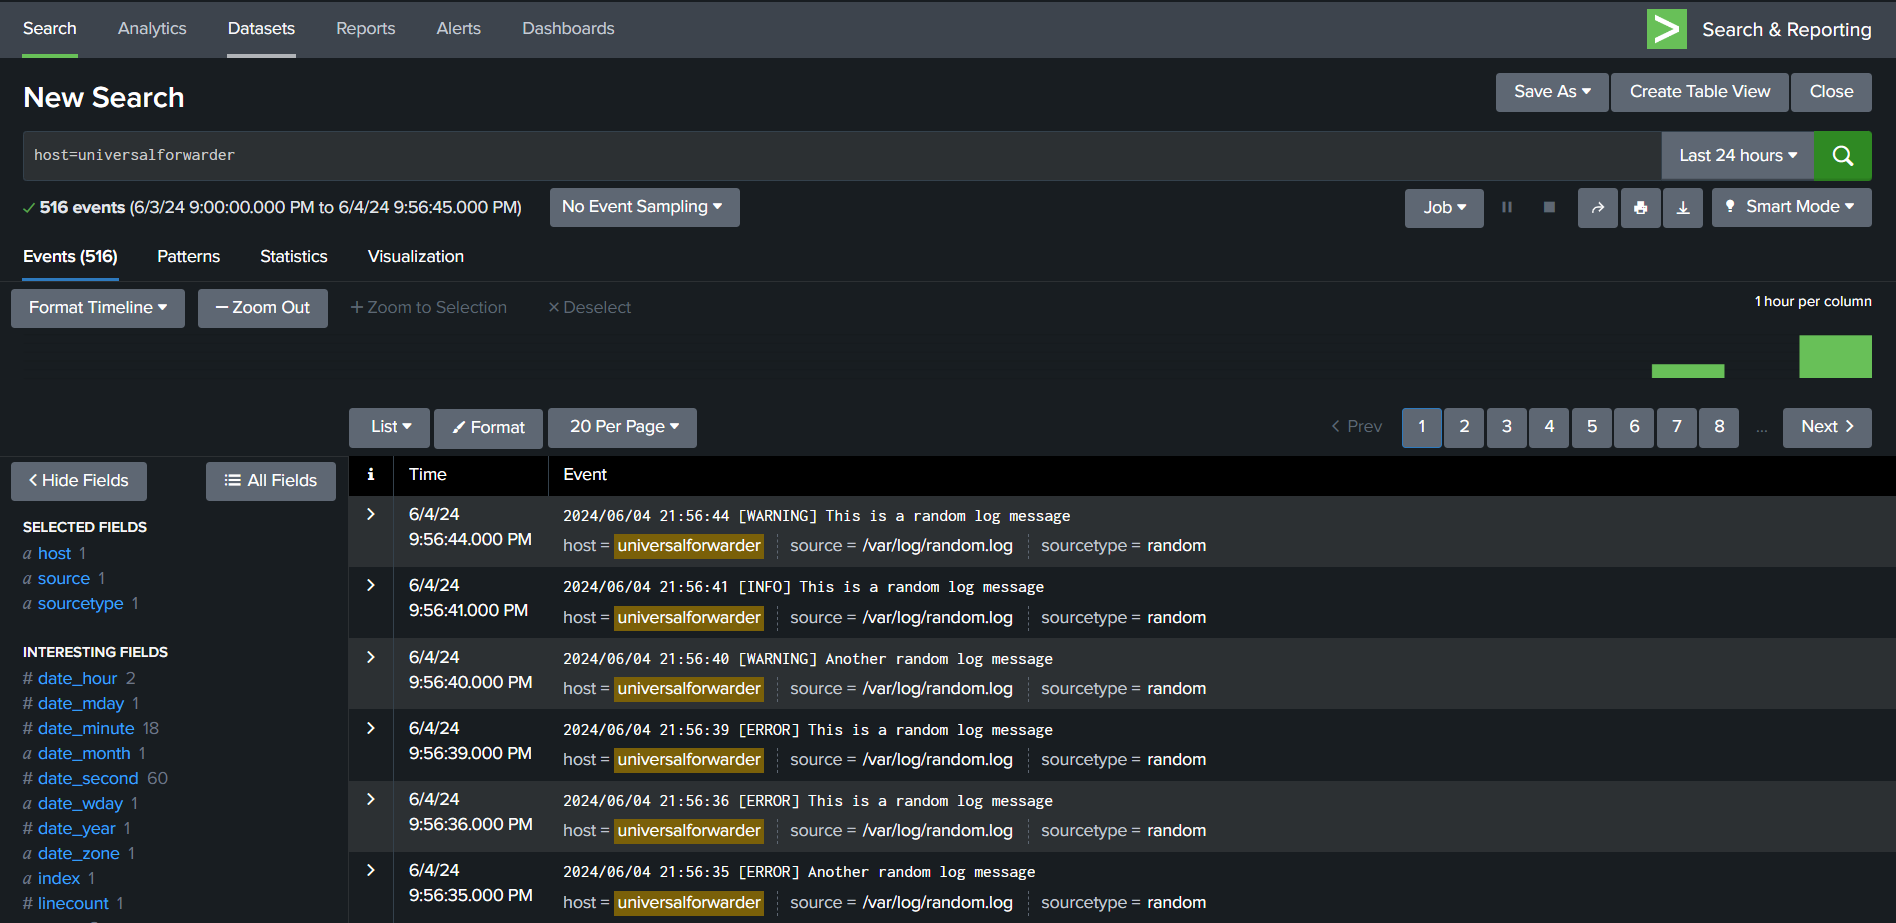 Search Analytics Datasets Reports Alerts Dashboards > Search & Reporting
New Search
Save As Create Table View Close
host=universalforwarder
Last 24 hours
516 events (6/3/24 9:00:00.000 PM to 6/4/24 9:56:45.000 PM) No Event Sampling Job Smart Mode
Events (516) Patterns Statistics Visualization
Format Timeline — Zoom Out + Zoom to Selection × Deselect 1 hour per column
List Format 20 Per Page < Prev 1 2 3 4 5 6 7 8 ... Next >
< Hide Fields All Fields
SELECTED FIELDS
a host 1
a source 1
a sourcetype 1
INTERESTING FIELDS
# date_hour 2
# date_mday 1
# date_minute 18
a date_month 1
# date_second 60
a date_wday 1
# date_year 1
a date_zone 1
a index 1
# linecount 1
i Time Event
> 6/4/24 2024/06/04 21:56:44 [WARNING] This is a random log message
9:56:44.000 PM host = universalforwarder source = /var/log/random.log sourcetype = random
> 6/4/24 2024/06/04 21:56:41 [INFO] This is a random log message
9:56:41.000 PM host = universalforwarder source = /var/log/random.log sourcetype = random
> 6/4/24 2024/06/04 21:56:40 [WARNING] Another random log message
9:56:40.000 PM host = universalforwarder source = /var/log/random.log sourcetype = random
> 6/4/24 2024/06/04 21:56:39 [ERROR] This is a random log message
9:56:39.000 PM host = universalforwarder source = /var/log/random.log sourcetype = random
> 6/4/24 2024/06/04 21:56:36 [ERROR] This is a random log message
9:56:36.000 PM host = universalforwarder source = /var/log/random.log sourcetype = random
> 6/4/24 2024/06/04 21:56:35 [ERROR] Another random log message
9:56:35.000 PM host = universalforwarder source = /var/log/random.log sourcetype = random